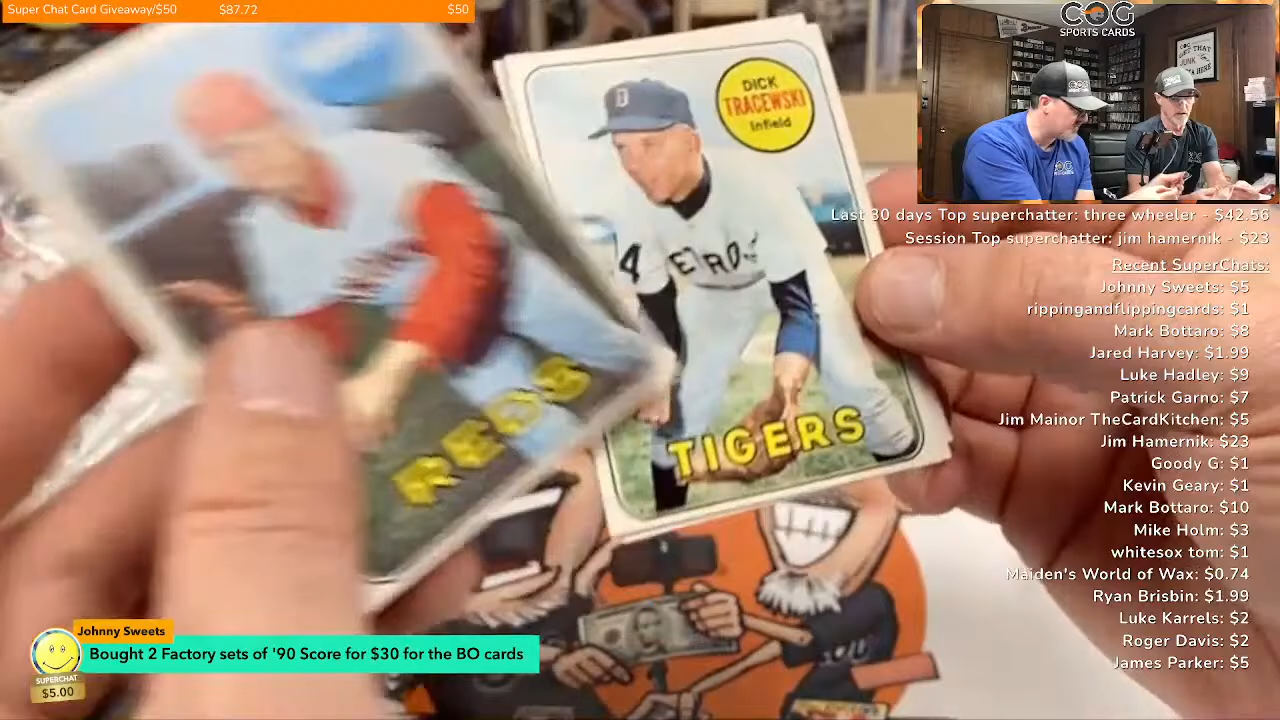 Super Chat Card Giveaway/$50 $87.72 $50
COG
SPORTS CARDS
DICK
TRACEWSKI
Infield
D
4
DETROIT
TIGERS
REDS
Last 30 days Top superchatter: three wheeler - $42.56
Session Top superchatter: jim hamernik - $23
Recent SuperChats:
Johnny Sweets: $5
rippingandflippingcards: $1
Mark Bottaro: $8
Jared Harvey: $1.99
Luke Hadley: $9
Patrick Garno: $7
Jim Mainor TheCardKitchen: $5
Jim Hamernik: $23
Goody G: $1
Kevin Geary: $1
Mark Bottaro: $10
Mike Holm: $3
whitesox tom: $1
Maiden's World of Wax: $0.74
Ryan Brisbin: $1.99
Luke Karrels: $2
Roger Davis: $2
James Parker: $5
Johnny Sweets
Bought 2 Factory sets of '90 Score for $30 for the BO cards
SUPERCHAT
$5.00